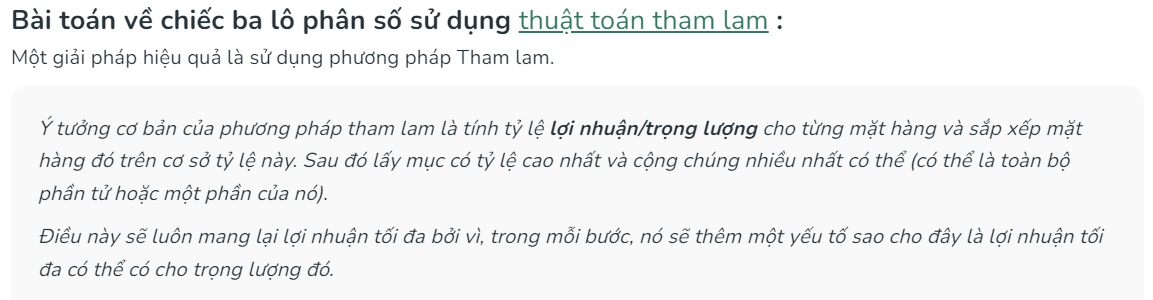 Bài toán về chiếc ba lô phân số sử dụng thuật toán tham lam :
Một giải pháp hiệu quả là sử dụng phương pháp Tham lam.
Ý tưởng cơ bản của phương pháp tham lam là tính tỷ lệ lợi nhuận/trọng lượng cho từng mặt hàng và sắp xếp mặt
hàng đó trên cơ sở tỷ lệ này. Sau đó lấy mục có tỷ lệ cao nhất và cộng chúng nhiều nhất có thể (có thể là toàn bộ
phần tử hoặc một phần của nó).
Điều này sẽ luôn mang lại lợi nhuận tối đa bởi vì, trong mỗi bước, nó sẽ thêm một yếu tố sao cho đây là lợi nhuận tối
đa có thể có cho trọng lượng đó.